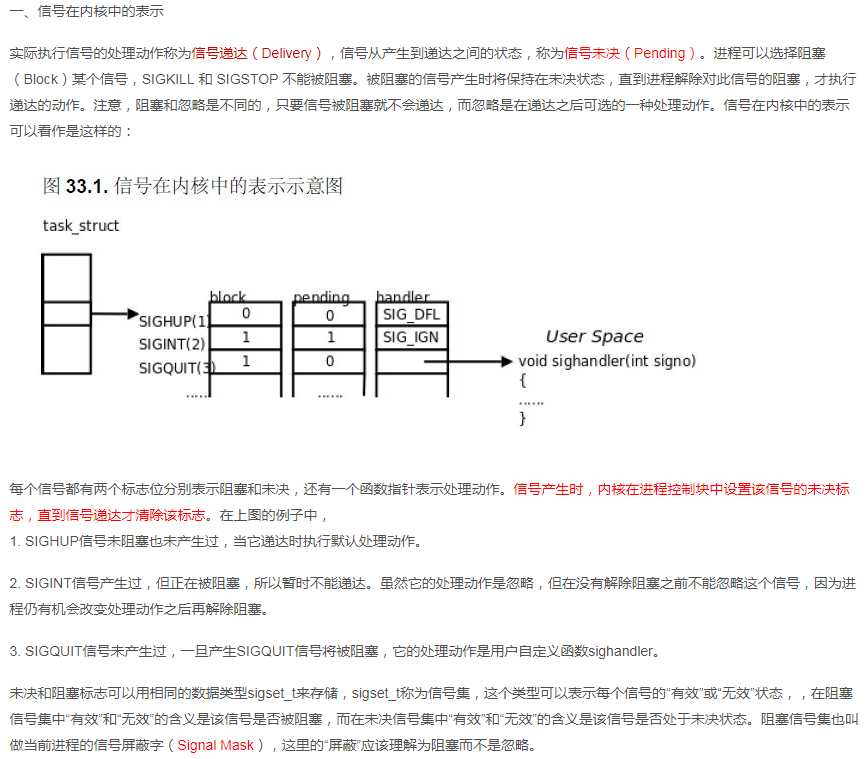 一、信号在内核中的表示
实际执行信号的处理动作称为信号递达（Delivery），信号从产生到递达之间的状态，称为信号未决（Pending）。进程可以选择阻塞
（Block）某个信号，SIGKILL 和 SIGSTOP 不能被阻塞。被阻塞的信号产生时将保持在未决状态，直到进程解除对此信号的阻塞，才执行
递达的动作。注意，阻塞和忽略是不同的，只要信号被阻塞就不会递达，而忽略是在递达之后可选的一种处理动作。信号在内核中的表示
可以看作是这样的：
图 33.1. 信号在内核中的表示示意图
task_struct
block pending handler
SIGHUP(1) 0 0 SIG_DFL
SIGINT(2) 1 1 SIG_IGN
SIGQUIT(3) 1 0
...... ......
User Space
void sighandler(int signo)
{
......
}
每个信号都有两个标志位分别表示阻塞和未决，还有一个函数指针表示处理动作。信号产生时，内核在进程控制块中设置该信号的未决标
志，直到信号递达才清除该标志。在上图的例子中，
1. SIGHUP信号未阻塞也未产生过，当它递达时执行默认处理动作。
2. SIGINT信号产生过，但正在被阻塞，所以暂时不能递达。虽然它的处理动作是忽略，但在没有解除阻塞之前不能忽略这个信号，因为进
程仍有机会改变处理动作之后再解除阻塞。
3. SIGQUIT信号未产生过，一旦产生SIGQUIT信号将被阻塞，它的处理动作是用户自定义函数sighandler。
未决和阻塞标志可以用相同的数据类型sigset_t来存储，sigset_t称为信号集，这个类型可以表示每个信号的“有效”或“无效”状态，，在阻塞
信号集中“有效”和“无效”的含义是该信号是否被阻塞，而在未决信号集中“有效”和“无效”的含义是该信号是否处于未决状态。阻塞信号集也叫
做当前进程的信号屏蔽字（Signal Mask），这里的“屏蔽”应该理解为阻塞而不是忽略。